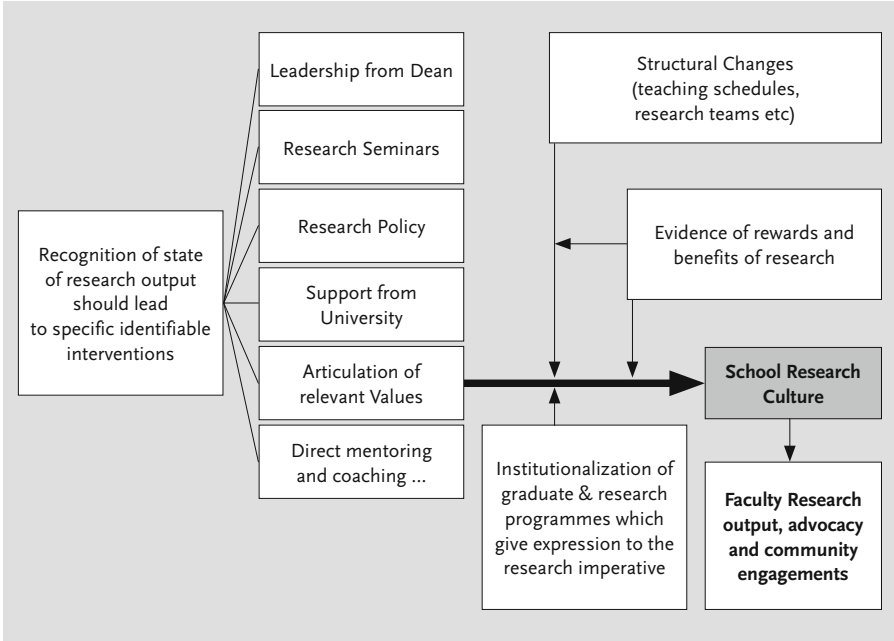 Recognition of state
of research output
should lead
to specific identifiable
interventions
Leadership from Dean
Research Seminars
Research Policy
Support from
University
Articulation of
relevant Values
Direct mentoring
and coaching ...
Structural Changes
(teaching schedules,
research teams etc)
Evidence of rewards and
benefits of research
Institutionalization of
graduate & research
programmes which
give expression to the
research imperative
School Research
Culture
Faculty Research
output, advocacy
and community
engagements